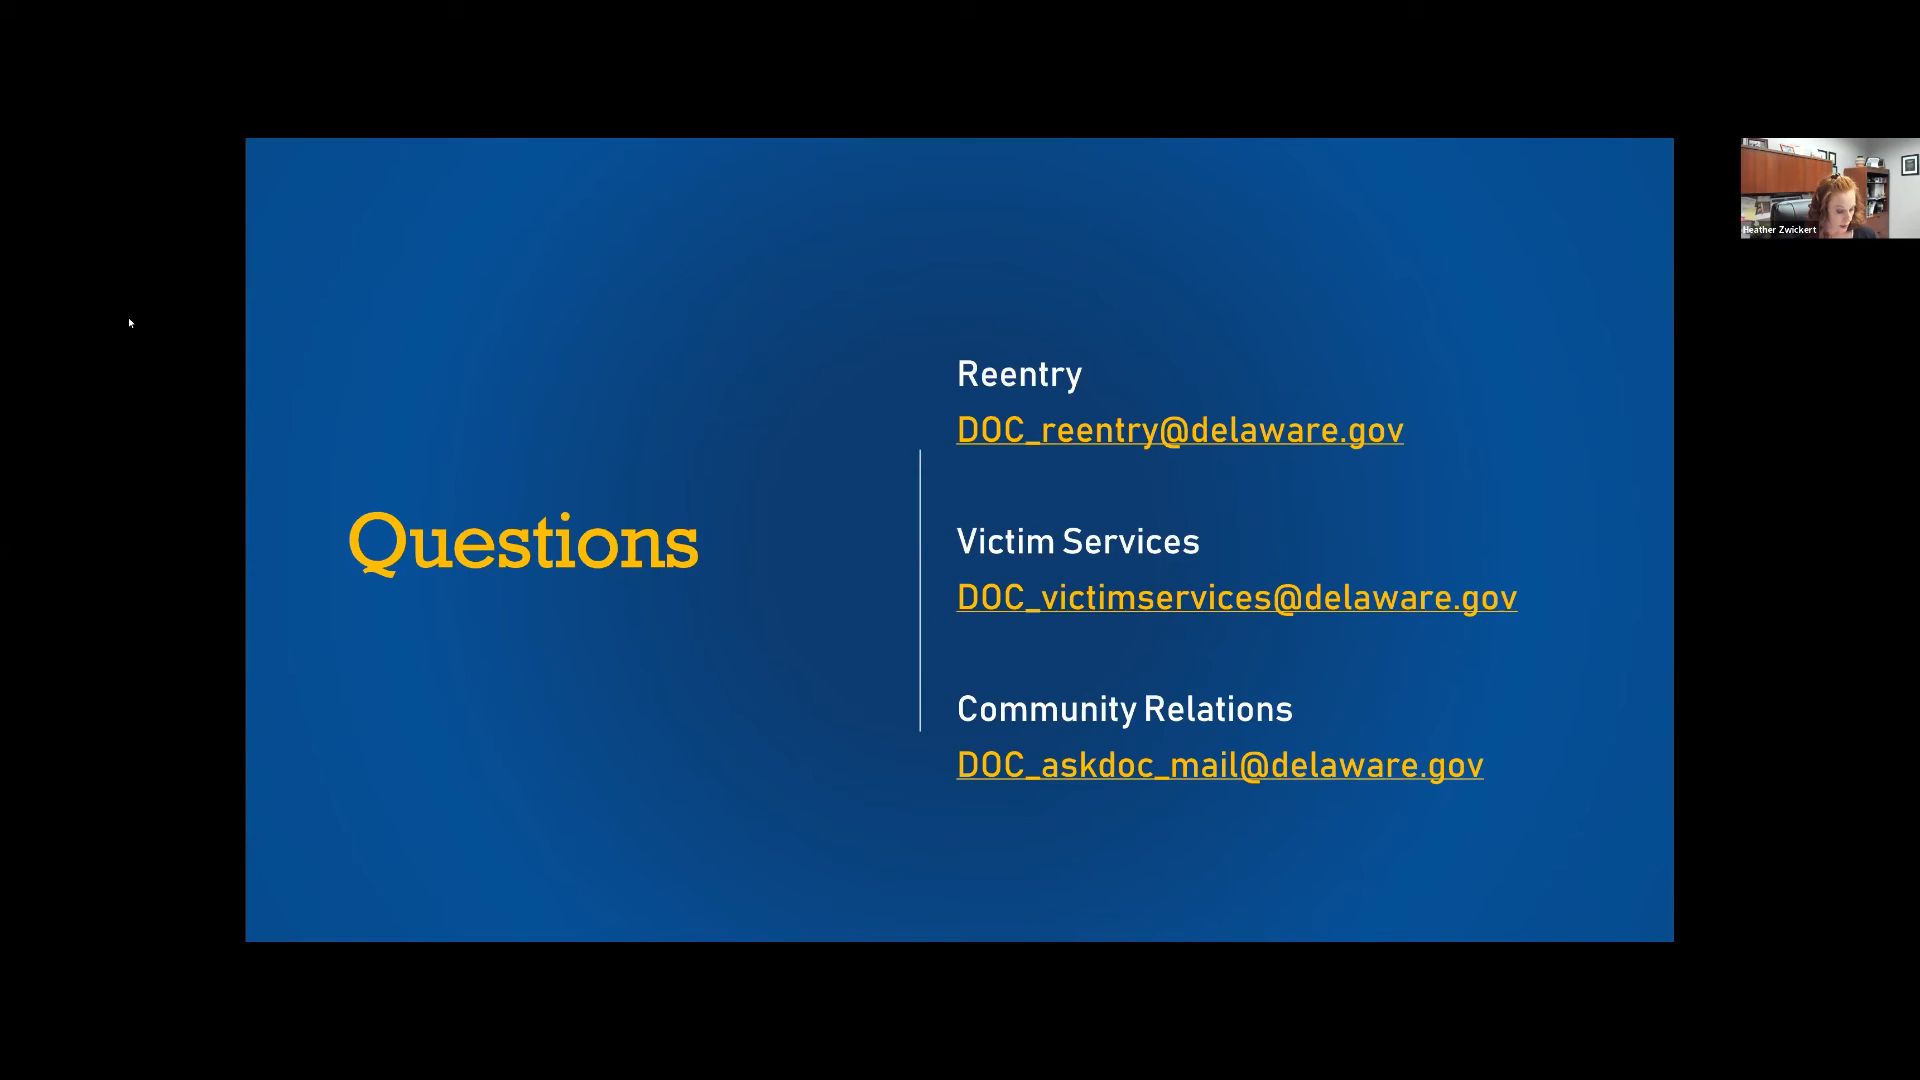 Questions
Reentry
DOC_reentry@delaware.gov
Victim Services
DOC_victimservices@delaware.gov
Community Relations
DOC_askdoc_mail@delaware.gov
Heather Zwickert